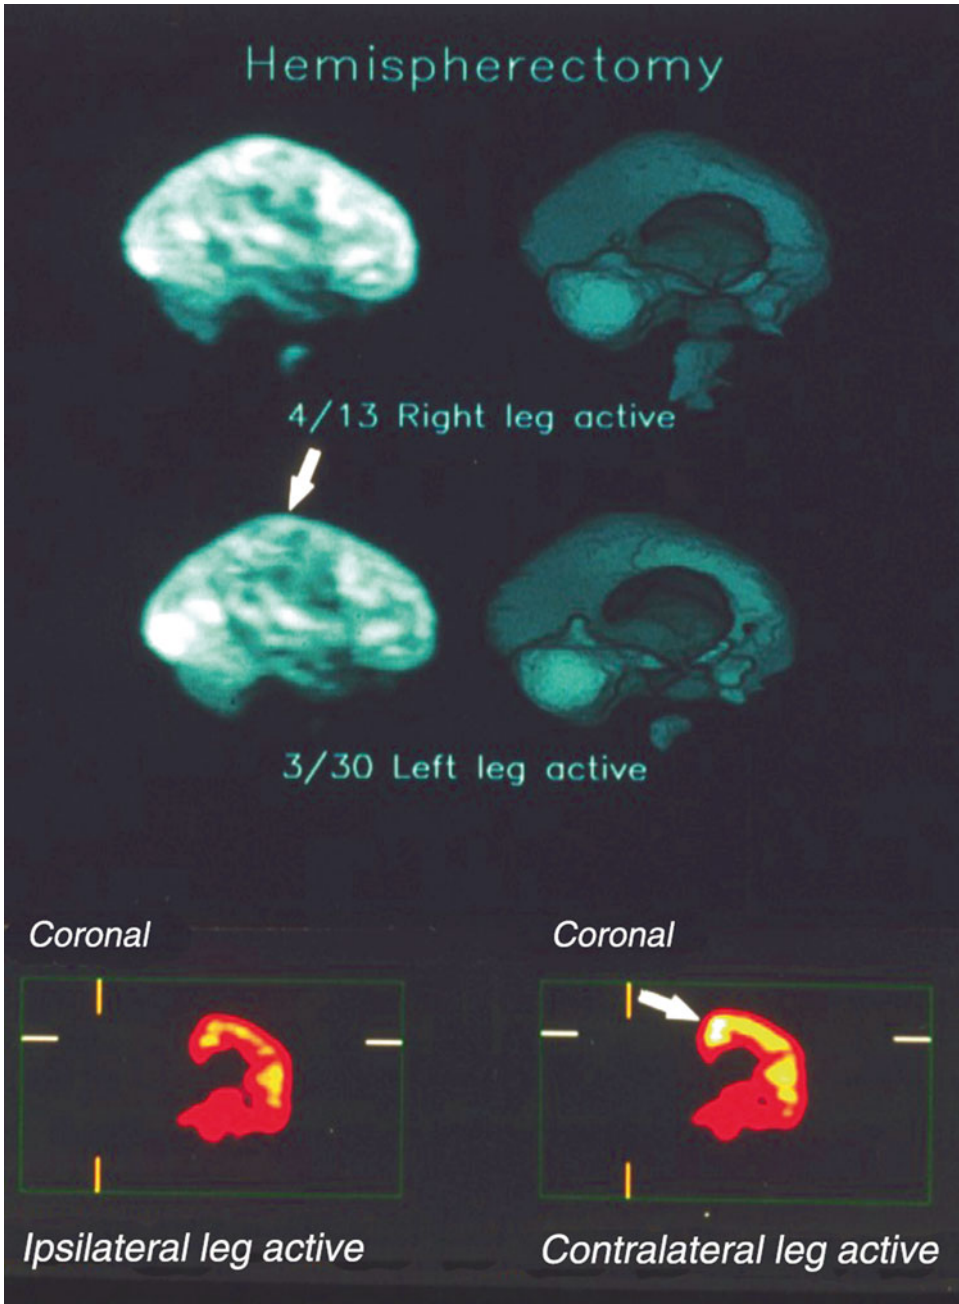 Hemispherectomy
4/13 Right leg active
3/30 Left leg active
Coronal
Coronal
Ipsilateral leg active
Contralateral leg active